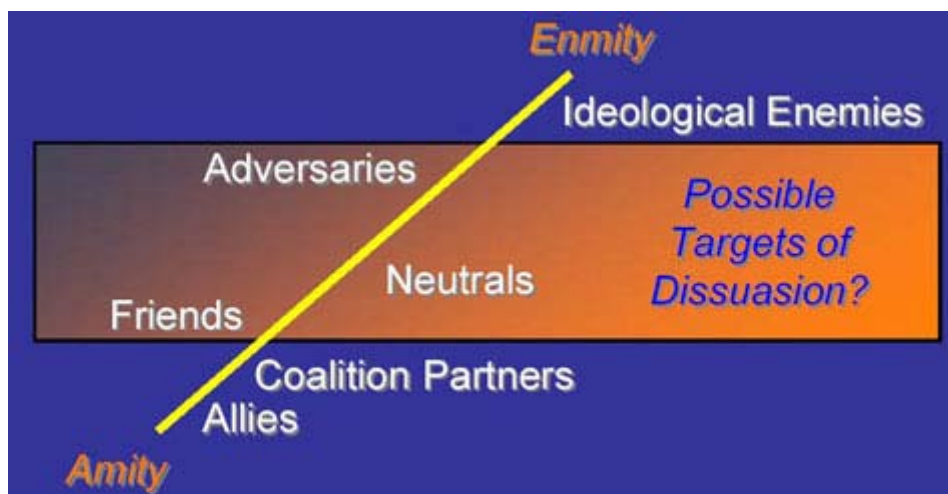 Enmity
Ideological Enemies
Adversaries
Possible
Targets of
Dissuasion?
Neutrals
Friends
Coalition Partners
Allies
Amity